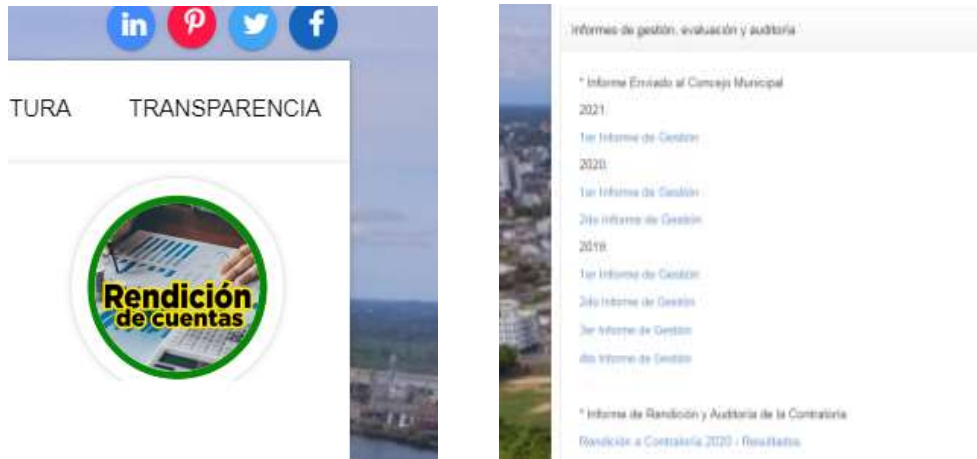 in
f
TURA TRANSPARENCIA
Rendición
de cuentas
Informes de gestión, evaluación y auditoría
* Informe Enviado al Concejo Municipal
2021:
1er Informe de Gestión
2020:
1er Informe de Gestión
2do Informe de Gestión
2019:
1er Informe de Gestión
2do Informe de Gestión
3er Informe de Gestión
4to Informe de Gestión
* Informe de Rendición y Auditoría de la Contraloría
Rendición a Contraloría 2020 - Resultados